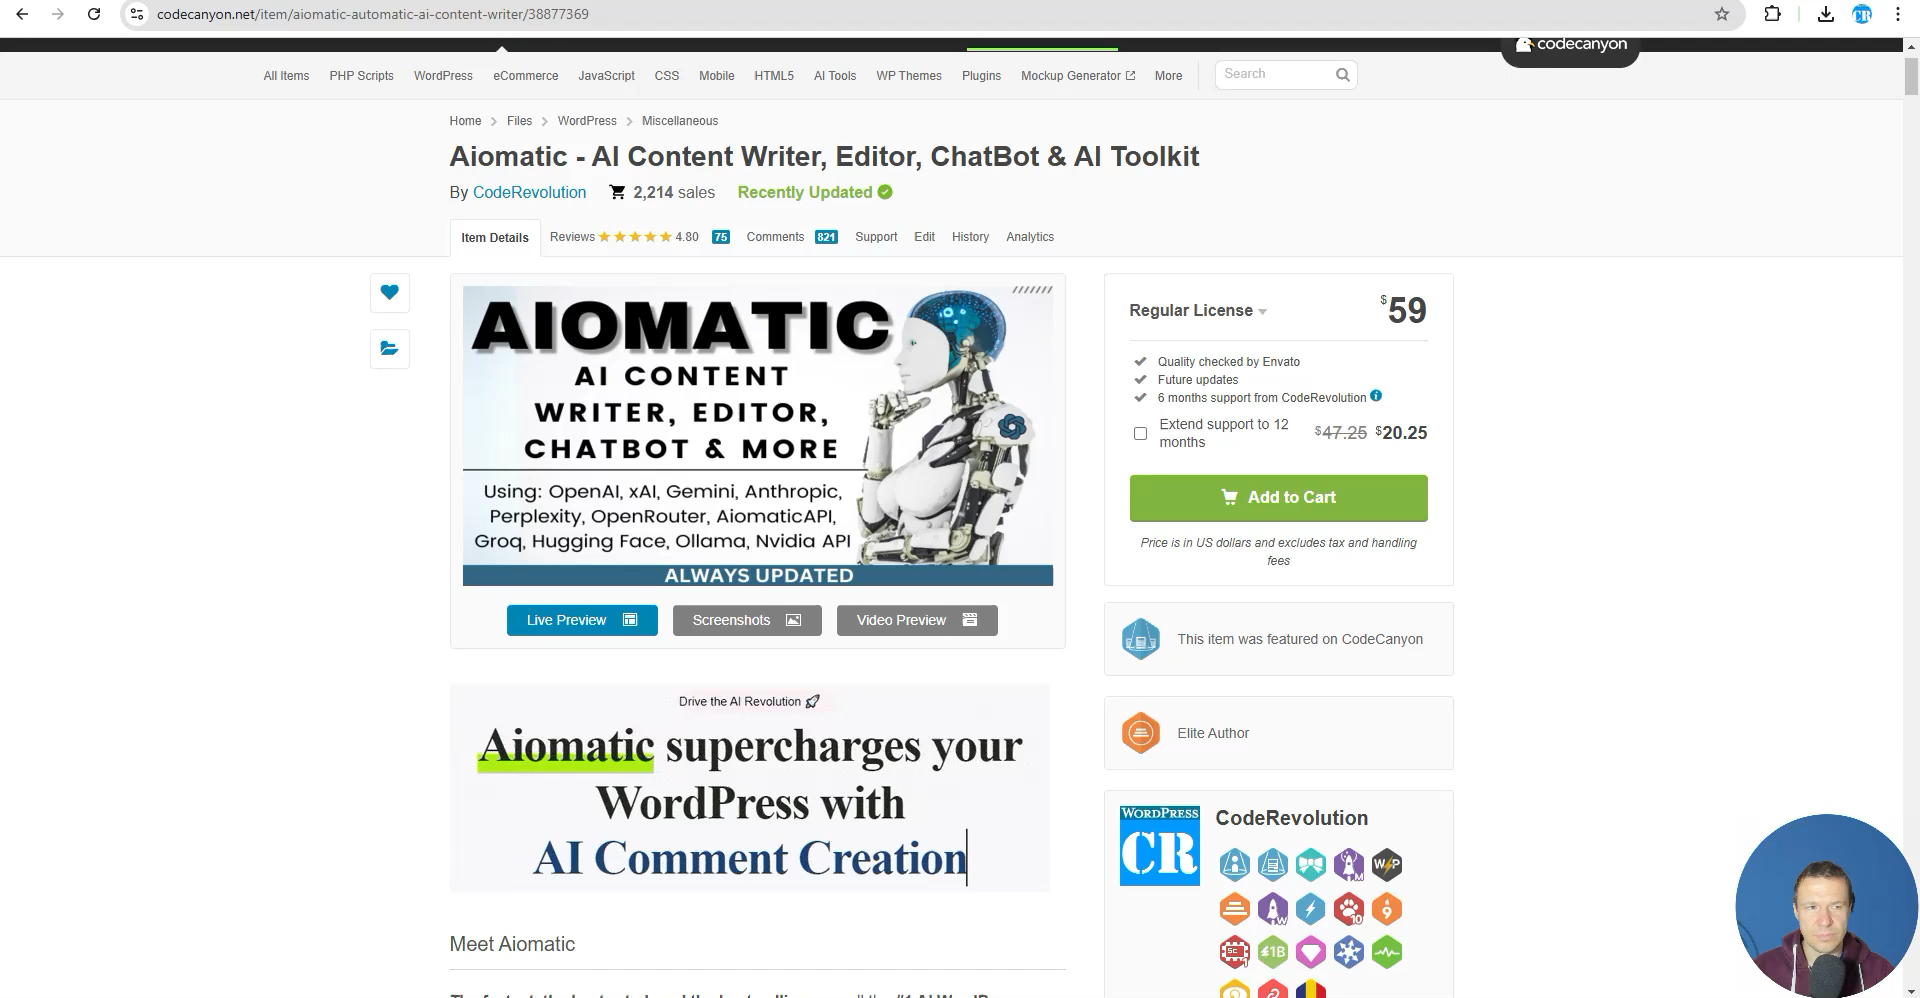 codecanyon.net/item/aiomatic-automatic-ai-content-writer/38877369
codecanyon
All Items PHP Scripts WordPress eCommerce JavaScript CSS Mobile HTML5 AI Tools WP Themes Plugins Mockup Generator More Search
Home Files WordPress Miscellaneous
Aiomatic - AI Content Writer, Editor, ChatBot & AI Toolkit
By CodeRevolution 2,214 sales Recently Updated
Item Details Reviews 4.80 75 Comments 821 Support Edit History Analytics
AIOMATIC
AI CONTENT
WRITER, EDITOR,
CHATBOT & MORE
Using: OpenAI, xAI, Gemini, Anthropic,
Perplexity, OpenRouter, AiomaticAPI,
Groq, Hugging Face, Ollama, Nvidia API
ALWAYS UPDATED
Live Preview Screenshots Video Preview
Regular License $59
Quality checked by Envato
Future updates
6 months support from CodeRevolution
Extend support to 12
months $47.25 $20.25
Add to Cart
Price is in US dollars and excludes tax and handling
fees
This item was featured on CodeCanyon
Elite Author
WORDPRESS
CR
CodeRevolution
Drive the AI Revolution
Aiomatic supercharges your
WordPress with
AI Comment Creation
Meet Aiomatic